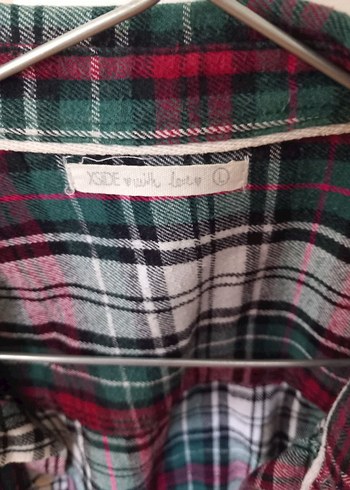 XSIDE ♥ with love ♥ L